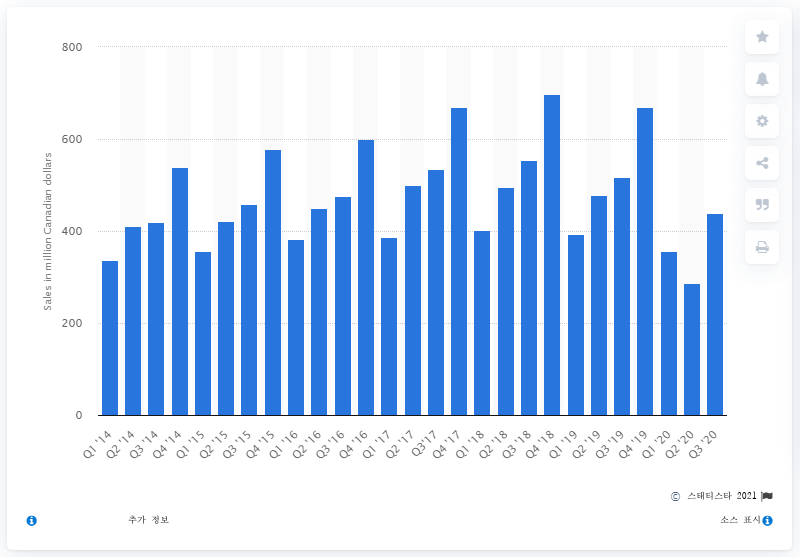 Sales in million Canadian dollars
800
600
400
200
0
Q1 '14
Q2 '14
Q3 '14
Q4 '14
Q1 '15
Q2 '15
Q3 '15
Q4 '15
Q1 '16
Q2 '16
Q3 '16
Q4 '16
Q1 '17
Q2 '17
Q3'17
Q4 '17
Q1 '18
Q2 '18
Q3 '18
Q4 '18
Q1 '19
Q2 '19
Q3 '19
Q4 '19
Q1 '20
Q2 '20
Q3 '20
© 스태티스타 2021
추가 정보
소스 표시